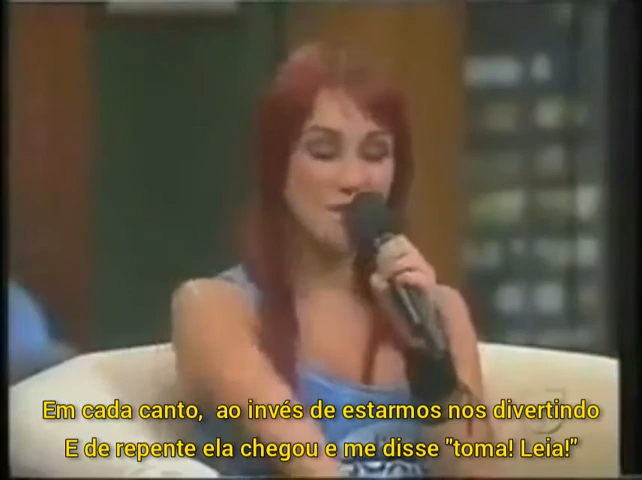 Em cada canto, ao invés de estarmos nos divertindo
E de repente ela chegou e me disse "toma! Leia!"